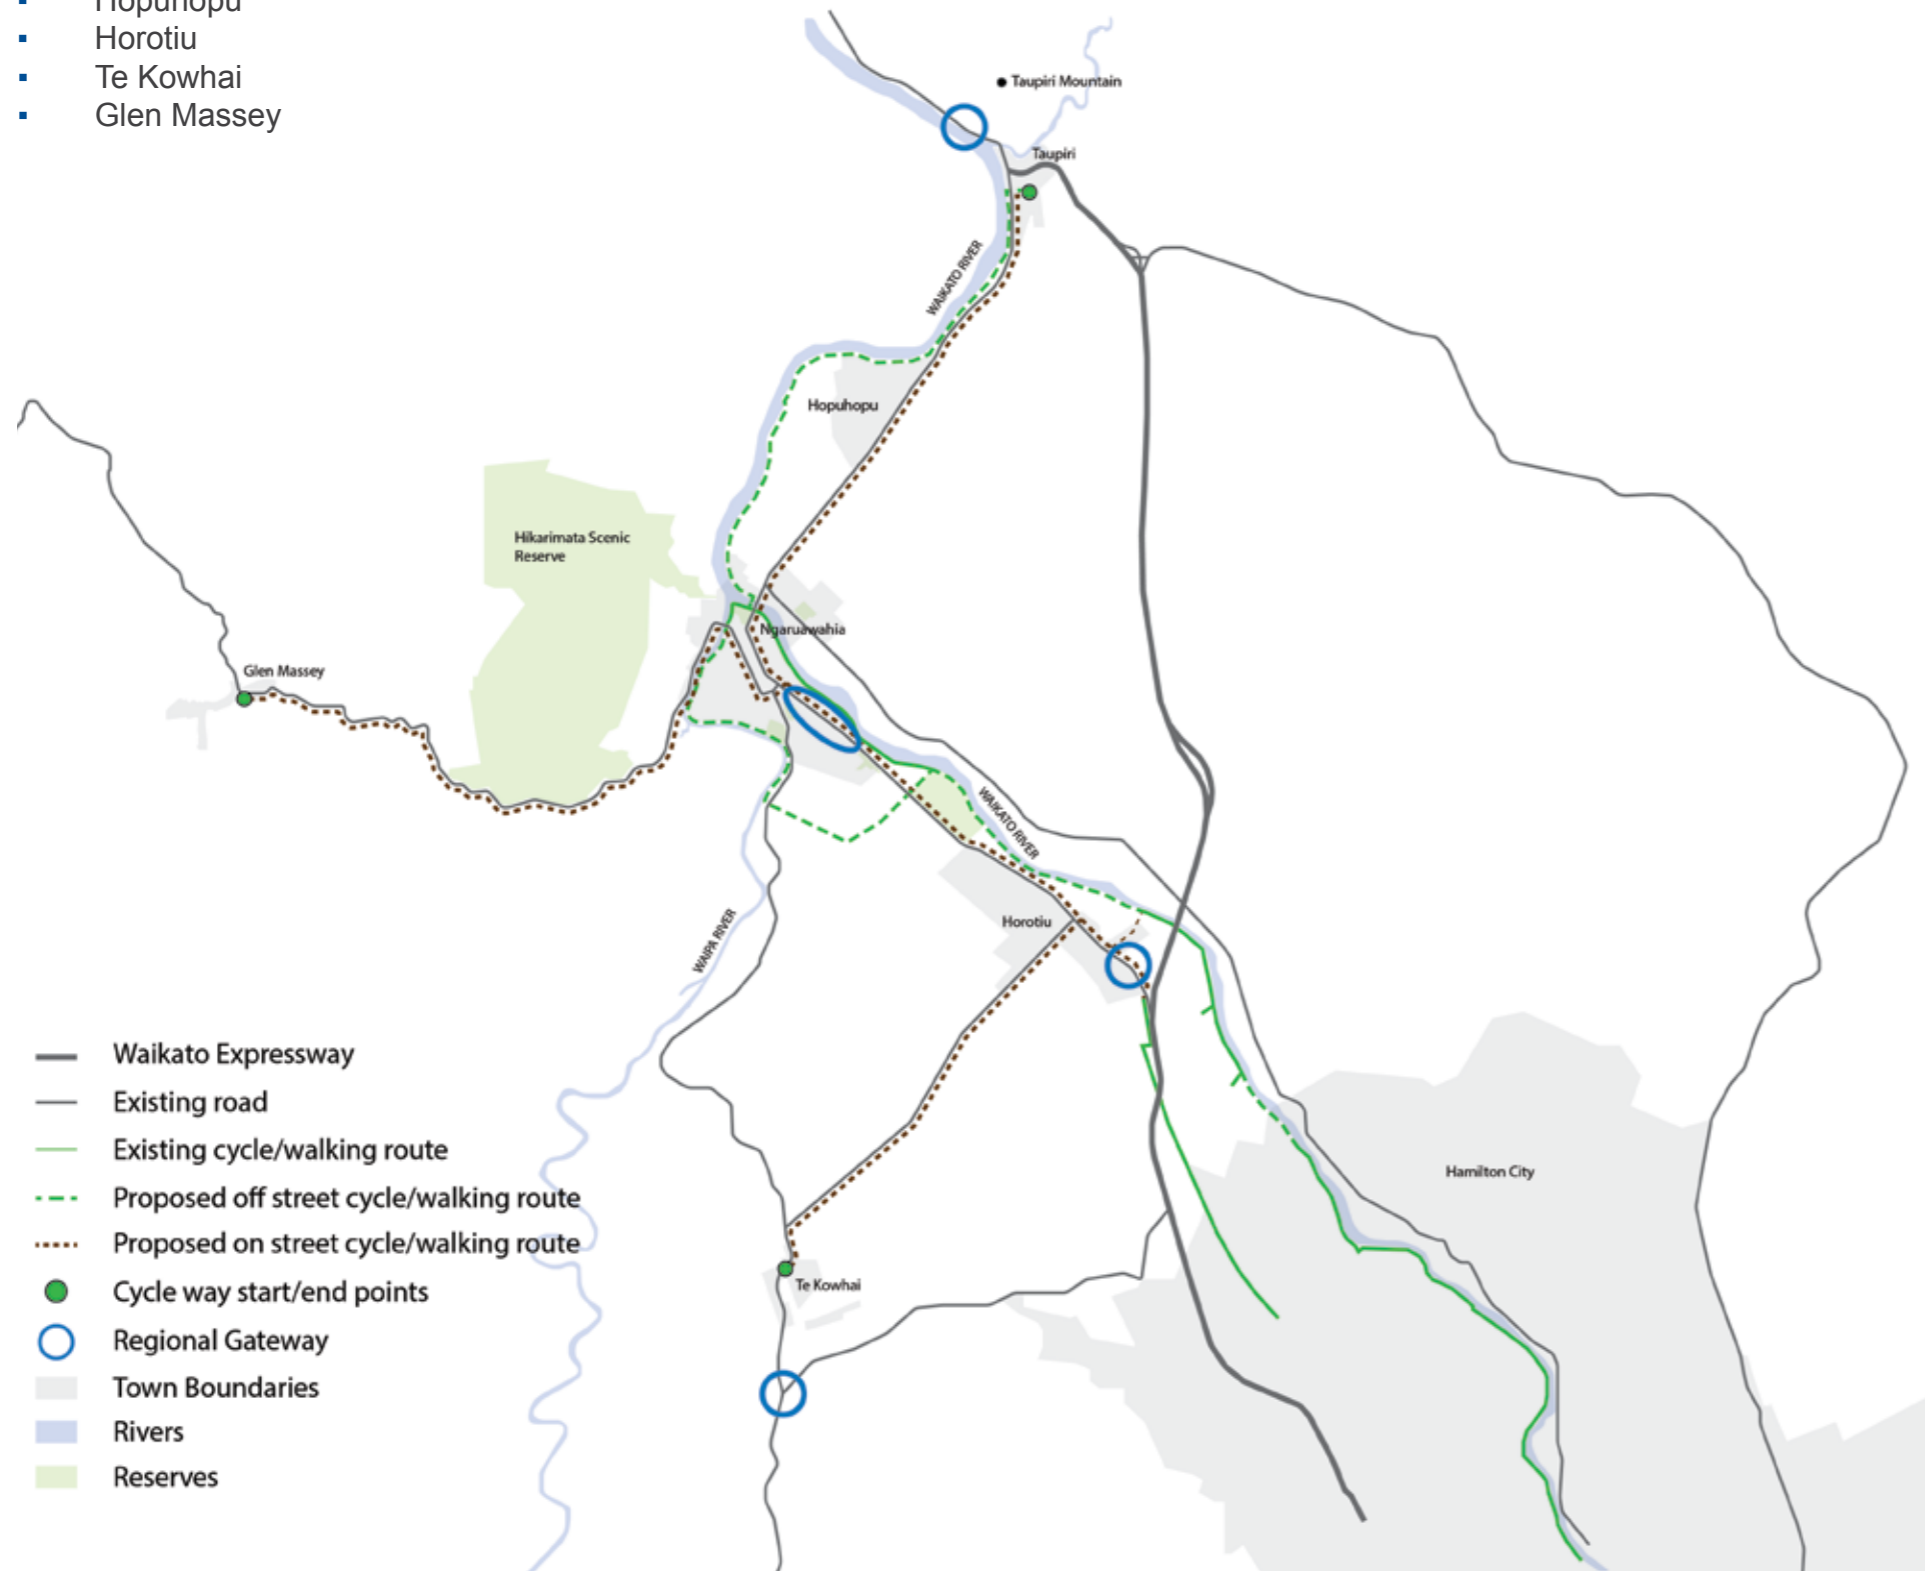 Hopuhopu
Horotiu
Te Kowhai
Glen Massey
Taupiri Mountain
Taupiri
WAIKATO RIVER
Hopuhopu
Hikarimata Scenic
Reserve
Ngaruawahia
Glen Massey
WAIKATO RIVER
Horotiu
WAIPA RIVER
Hamilton City
Te Kowhai
Waikato Expressway
Existing road
Existing cycle/walking route
Proposed off street cycle/walking route
Proposed on street cycle/walking route
Cycle way start/end points
Regional Gateway
Town Boundaries
Rivers
Reserves